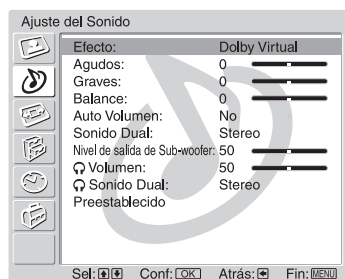 Ajuste del Sonido
Efecto: Dolby Virtual
Agudos: 0
Graves: 0
Balance: 0
Auto Volumen: No
Sonido Dual: Stereo
Nivel de salida de Sub-woofer: 50
Volumen: 50
Sonido Dual: Stereo
Preestablecido
Sel: Conf: OK Atrás: Fin: MENU